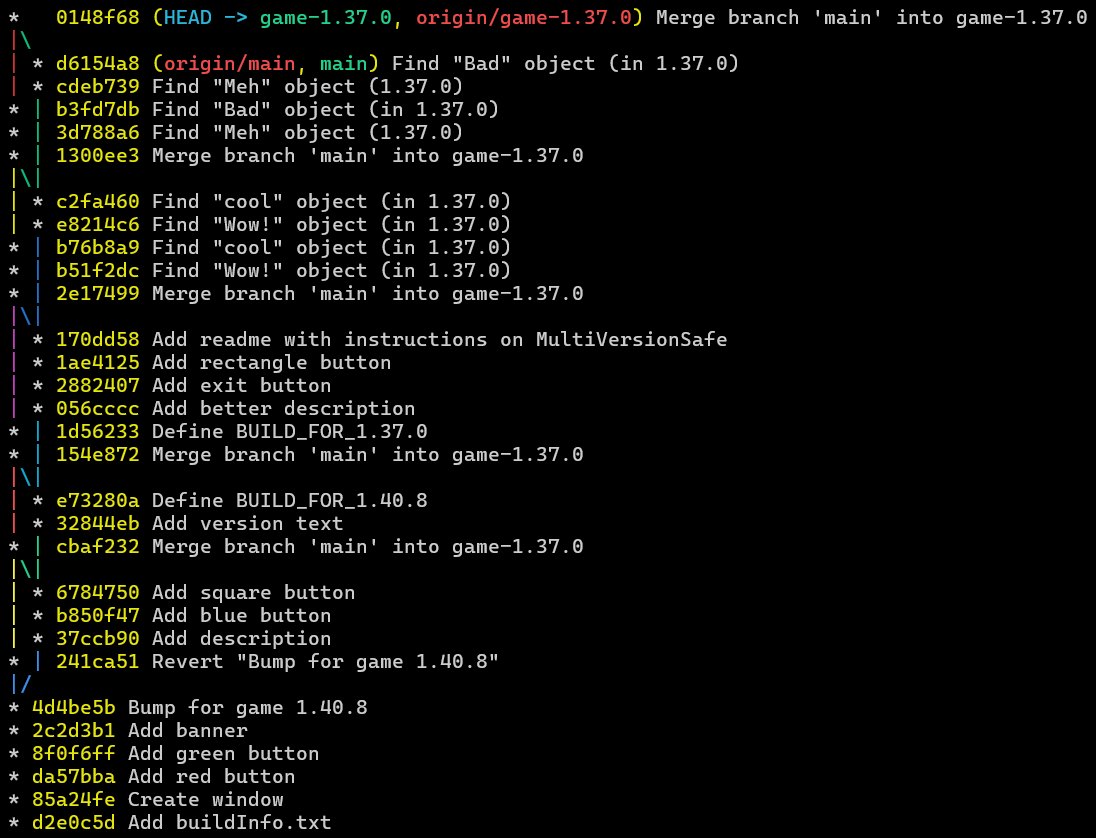 *   0148f68 (HEAD -> game-1.37.0, origin/game-1.37.0) Merge branch 'main' into game-1.37.0
|\
| * d6154a8 (origin/main, main) Find "Bad" object (in 1.37.0)
| * cdeb739 Find "Meh" object (1.37.0)
* | b3fd7db Find "Bad" object (in 1.37.0)
* | 3d788a6 Find "Meh" object (1.37.0)
* | 1300ee3 Merge branch 'main' into game-1.37.0
|\|
| * c2fa460 Find "cool" object (in 1.37.0)
| * e8214c6 Find "Wow!" object (in 1.37.0)
* | b76b8a9 Find "cool" object (in 1.37.0)
* | b51f2dc Find "Wow!" object (in 1.37.0)
* | 2e17499 Merge branch 'main' into game-1.37.0
|\|
| * 170dd58 Add readme with instructions on MultiVersionSafe
| * 1ae4125 Add rectangle button
| * 2882407 Add exit button
| * 056cccc Add better description
* | 1d56233 Define BUILD_FOR_1.37.0
* | 154e872 Merge branch 'main' into game-1.37.0
|\|
| * e73280a Define BUILD_FOR_1.40.8
| * 32844eb Add version text
* | cbaf232 Merge branch 'main' into game-1.37.0
|\|
| * 6784750 Add square button
| * b850f47 Add blue button
| * 37ccb90 Add description
* | 241ca51 Revert "Bump for game 1.40.8"
|/
* 4d4be5b Bump for game 1.40.8
* 2c2d3b1 Add banner
* 8f0f6ff Add green button
* da57bba Add red button
* 85a24fe Create window
* d2e0c5d Add buildInfo.txt